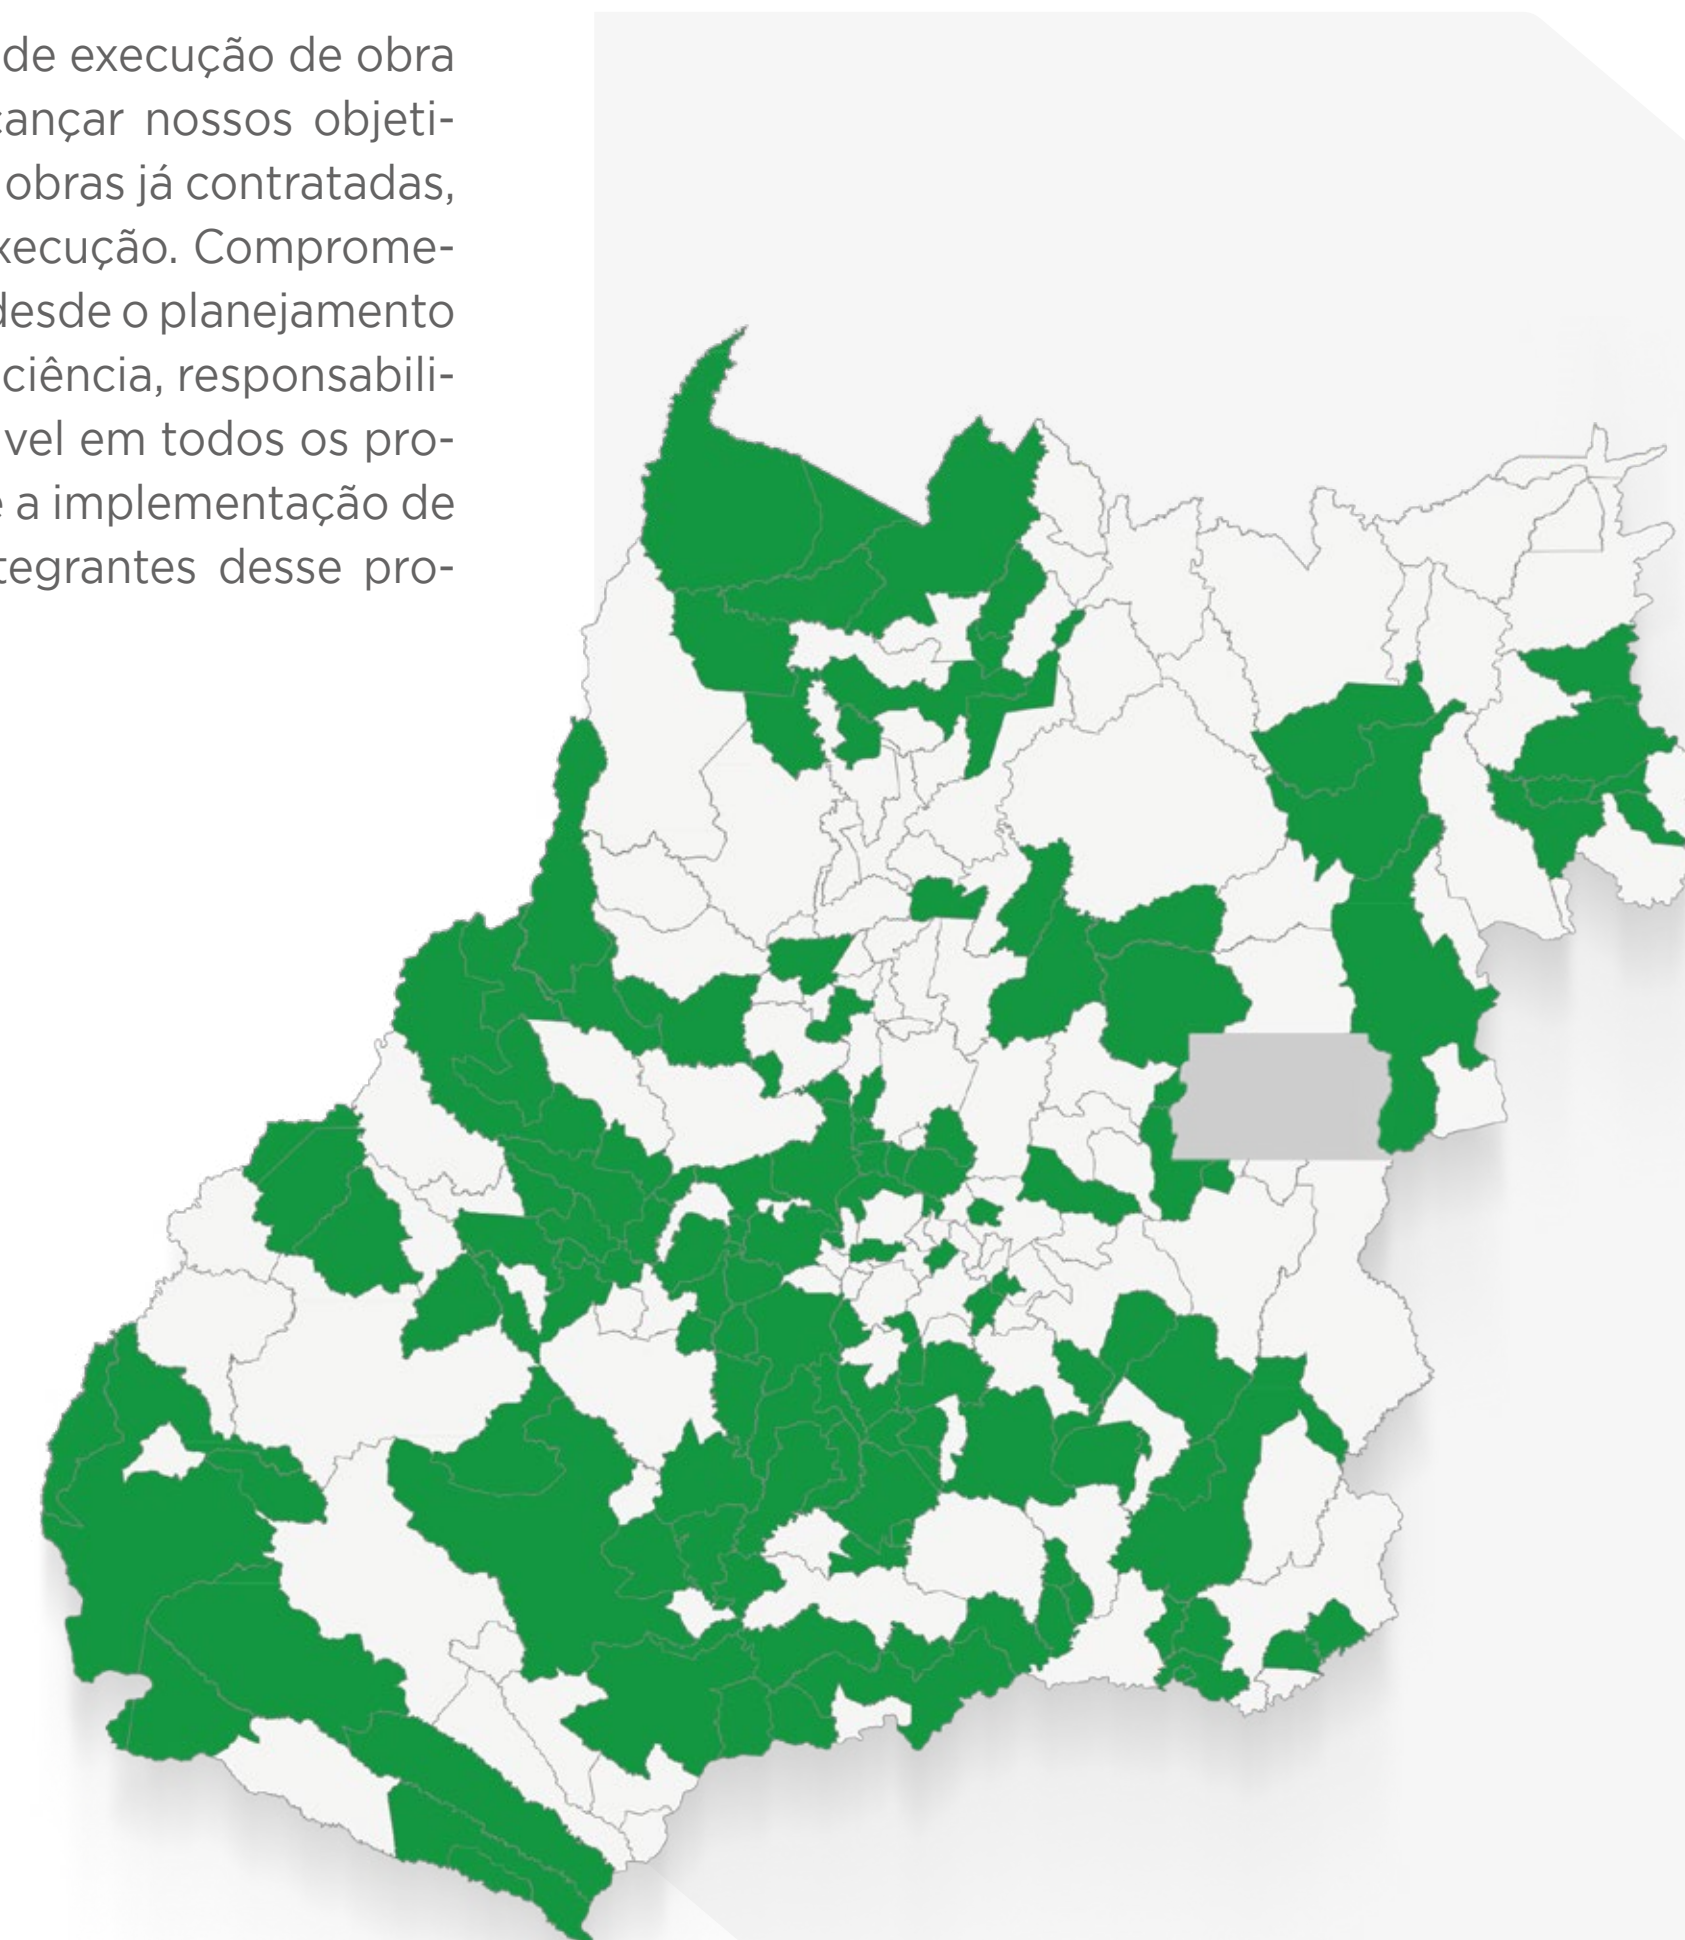 de execução de obra
cançar nossos objeti-
obras já contratadas,
xecução. Comprome-
desde o planejamento
ciência, responsabili-
vel em todos os pro-
e a implementação de
tegrantes desse pro-